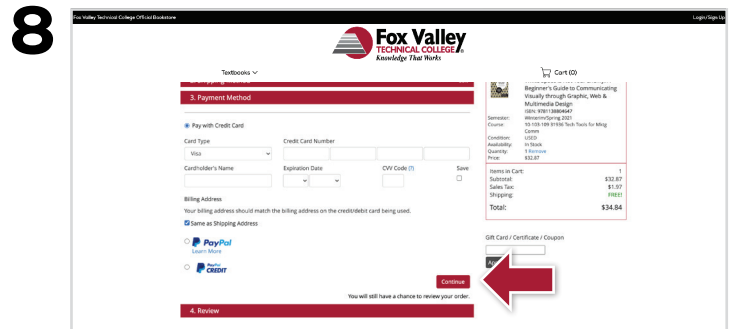 8
Fox Valley Technical College Official Bookstore
Login/Sign Up
Fox Valley
TECHNICAL COLLEGE®
Knowledge That Works
Textbooks
Cart (0)
3. Payment Method
Pay with Credit Card
Card Type
Credit Card Number
Visa
Cardholder's Name
Expiration Date
CVV Code (?)
Save
Billing Address
Your billing address should match the billing address on the credit/debit card being used.
Same as Shipping Address
PayPal
Learn More
PayPal
CREDIT
Continue
You will still have a chance to review your order.
4. Review
Beginner's Guide to Communicating
Visually through Graphic, Web &
Multimedia Design
ISBN: 9781138804647
Semester: Winterim/Spring 2021
Course: 10-103-109 31936 Tech Tools for Mktg
Comm
Condition: USED
Availability: In Stock
Quantity: 1 Remove
Price: $32.87
Items in Cart: 1
Subtotal: $32.87
Sales Tax: $1.97
Shipping: FREE!
Total: $34.84
Gift Card / Certificate / Coupon